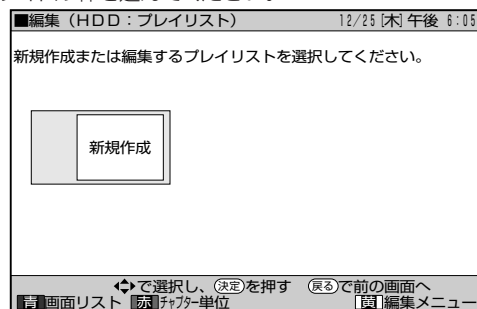 ■編集（HDD：プレイリスト） 12/25[木]午後 6:05
新規作成または編集するプレイリストを選択してください。
新規作成
で選択し、決定を押す 戻るで前の画面へ
青画面リスト 赤チャプター単位 黄編集メニュー